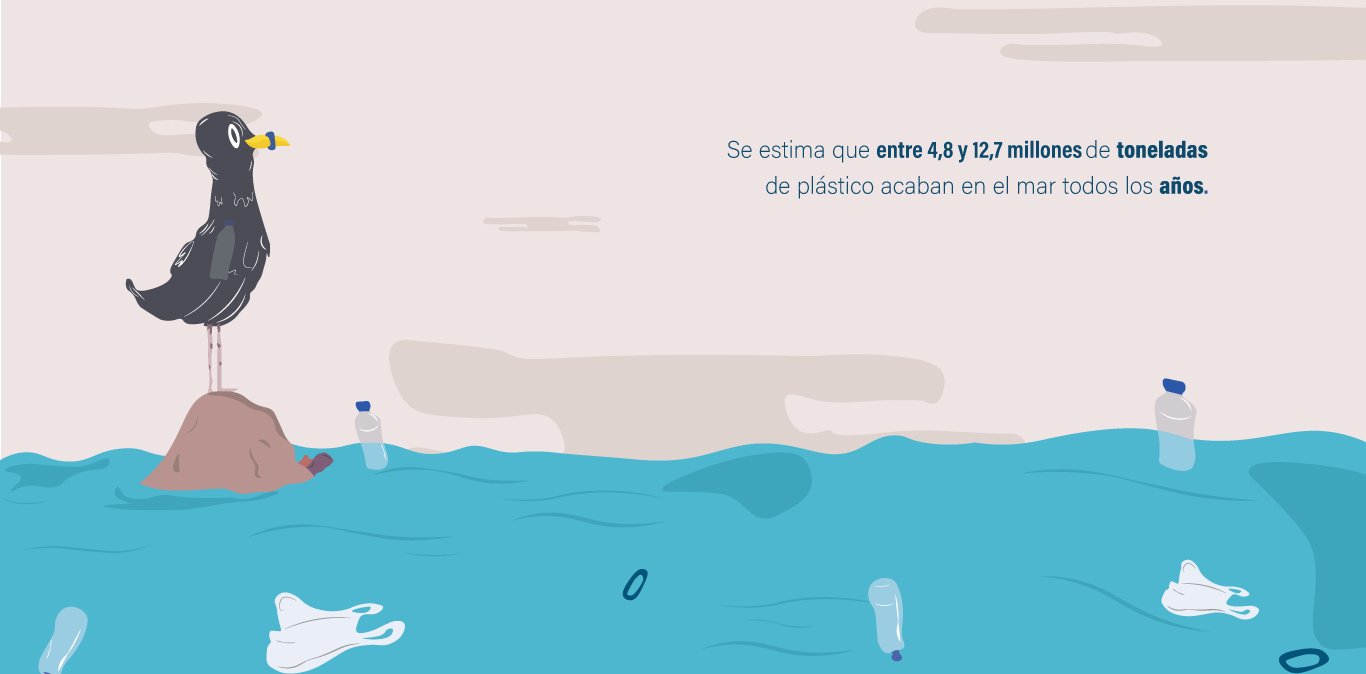 Se estima que entre 4,8 y 12,7 millones de toneladas
de plástico acaban en el mar todos los años.